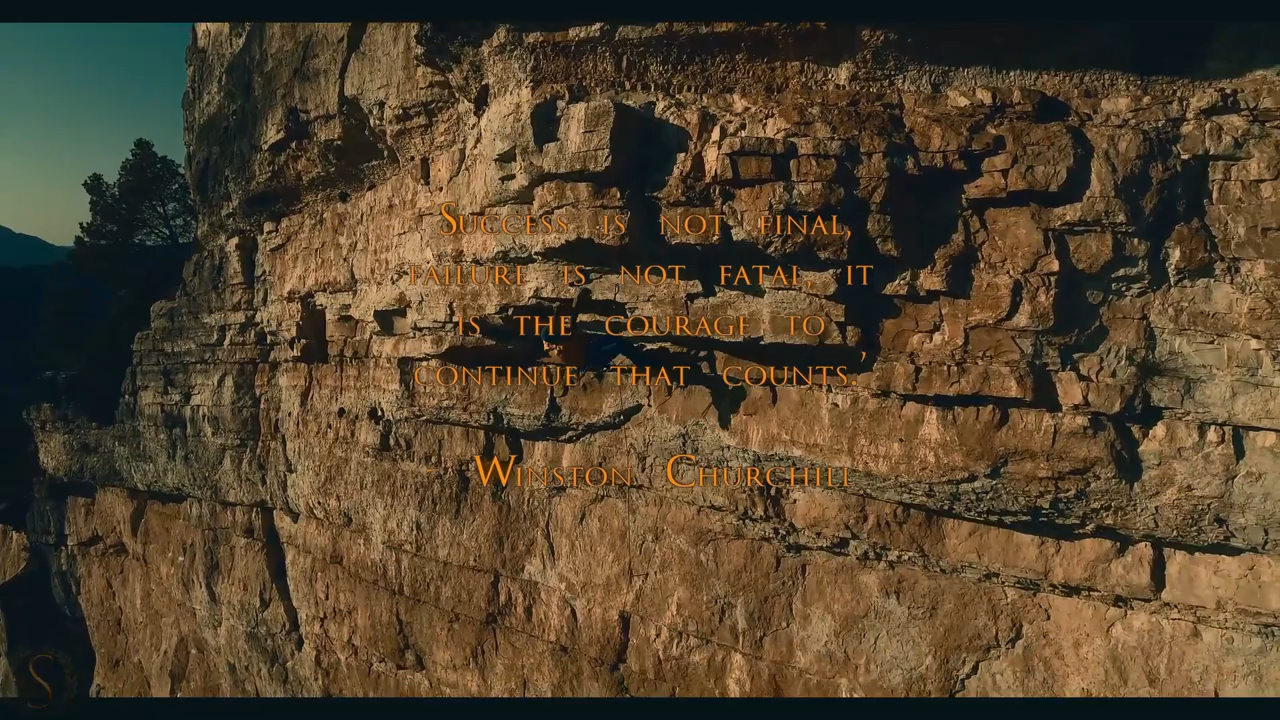 Success is not final,
failure is not fatal, it
is the courage to
continue that counts.
Winston Churchill
S